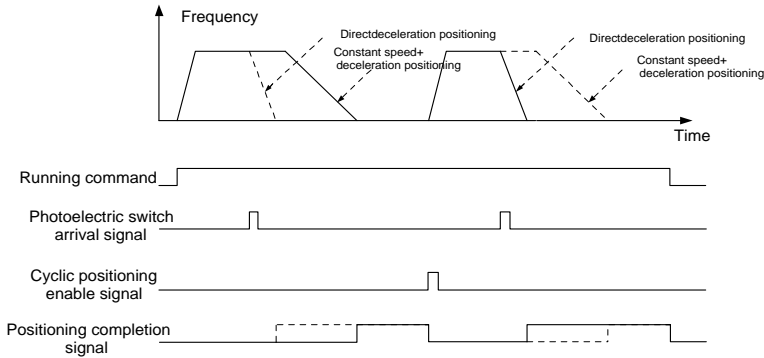 Frequency
Directdeceleration positioning
Constant speed+
deceleration positioning
Directdeceleration positioning
Constant speed+
deceleration positioning
Time
Running command
Photoelectric switch
arrival signal
Cyclic positioning
enable signal
Positioning completion
signal